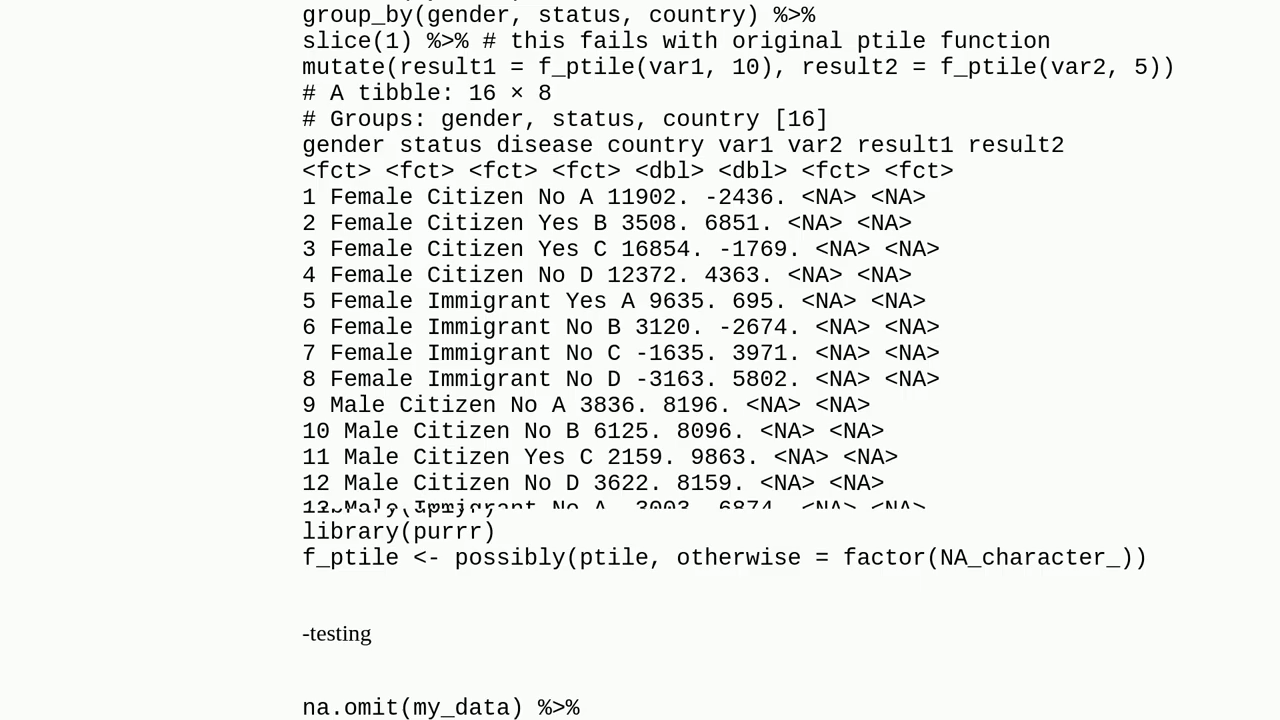 group_by(gender, status, country) %>%
slice(1) %>% # this fails with original ptile function
mutate(result1 = f_ptile(var1, 10), result2 = f_ptile(var2, 5))
# A tibble: 16 × 8
# Groups: gender, status, country [16]
gender status disease country var1 var2 result1 result2
<fct> <fct> <fct> <fct> <dbl> <dbl> <fct> <fct>
1 Female Citizen No A 11902. -2436. <NA> <NA>
2 Female Citizen Yes B 3508. 6851. <NA> <NA>
3 Female Citizen Yes C 16854. -1769. <NA> <NA>
4 Female Citizen No D 12372. 4363. <NA> <NA>
5 Female Immigrant Yes A 9635. 695. <NA> <NA>
6 Female Immigrant No B 3120. -2674. <NA> <NA>
7 Female Immigrant No C -1635. 3971. <NA> <NA>
8 Female Immigrant No D -3163. 5802. <NA> <NA>
9 Male Citizen No A 3836. 8196. <NA> <NA>
10 Male Citizen No B 6125. 8096. <NA> <NA>
11 Male Citizen Yes C 2159. 9863. <NA> <NA>
12 Male Citizen No D 3622. 8159. <NA> <NA>
No A <NA> <NA>
library(purrr)
f_ptile <- possibly(ptile, otherwise = factor(NA_character_))
-testing
na.omit(my_data) %>%